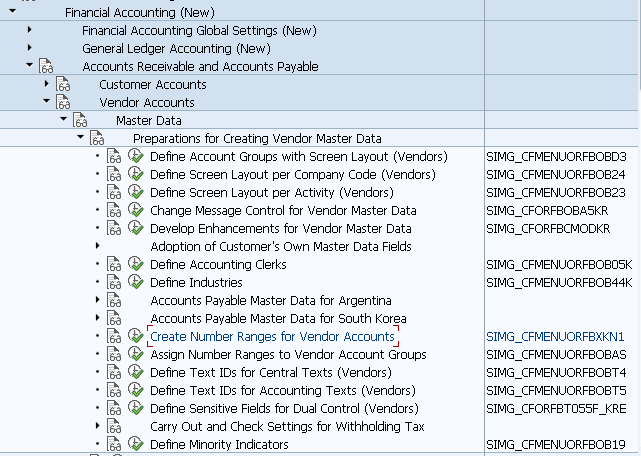 Financial Accounting (New)
Financial Accounting Global Settings (New)
General Ledger Accounting (New)
Accounts Receivable and Accounts Payable
Customer Accounts
Vendor Accounts
Master Data
Preparations for Creating Vendor Master Data
Define Account Groups with Screen Layout (Vendors) SIMG_CFMENUORFBOBD3
Define Screen Layout per Company Code (Vendors) SIMG_CFMENUORFBOB24
Define Screen Layout per Activity (Vendors) SIMG_CFMENUORFBOB23
Change Message Control for Vendor Master Data SIMG_CFORFBOBA5KR
Develop Enhancements for Vendor Master Data SIMG_CFORFBCMODKR
Adoption of Customer's Own Master Data Fields
Define Accounting Clerks SIMG_CFMENUORFBOB05K
Define Industries SIMG_CFMENUORFBOB44K
Accounts Payable Master Data for Argentina
Accounts Payable Master Data for South Korea
Create Number Ranges for Vendor Accounts SIMG_CFMENUORFBXKN1
Assign Number Ranges to Vendor Account Groups SIMG_CFMENUORFBOBAS
Define Text IDs for Central Texts (Vendors) SIMG_CFMENUORFBOBT4
Define Text IDs for Accounting Texts (Vendors) SIMG_CFMENUORFBOBT5
Define Sensitive Fields for Dual Control (Vendors) SIMG_CFORFBT055F_KRE
Carry Out and Check Settings for Withholding Tax
Define Minority Indicators SIMG_CFMENUORFBOB19